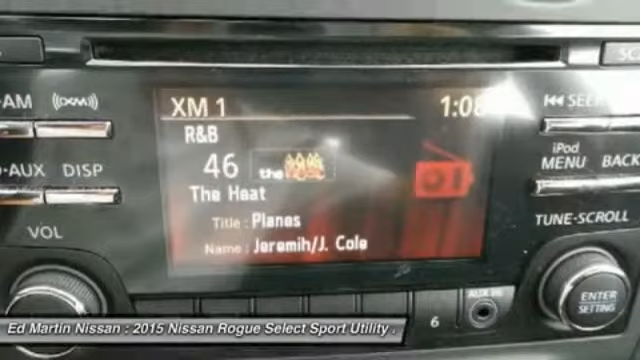 XM 1 1:08
R&B
46 the HEAT
The Heat
Title : Planes
Name : Jeremih/J. Cole
AM
(((XM)))
SEEK
AUX DISP
iPod
MENU BACK
VOL
TUNE-SCROLL
ENTER
SETTING
6
AUX IN
Ed Martin Nissan : 2015 Nissan Rogue Select Sport Utility .